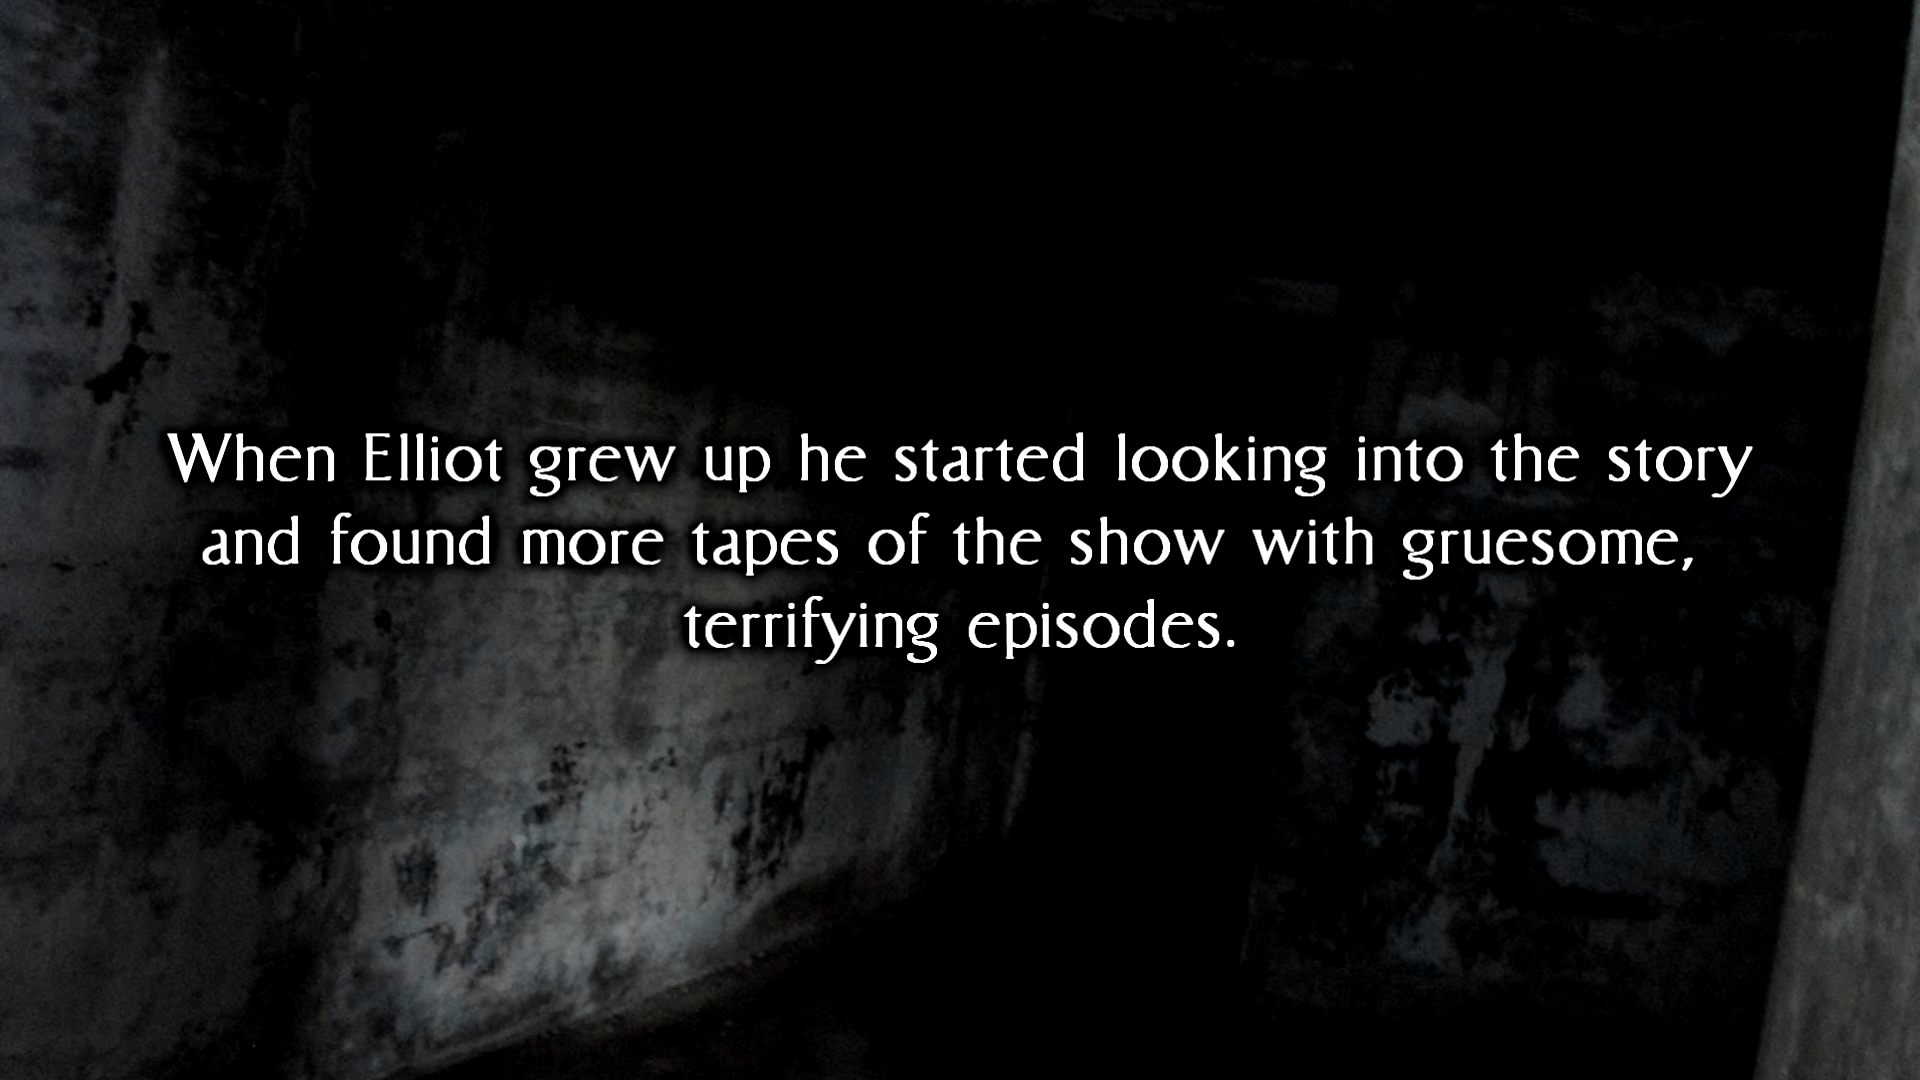 When Elliot grew up he started looking into the story
and found more tapes of the show with gruesome,
terrifying episodes.